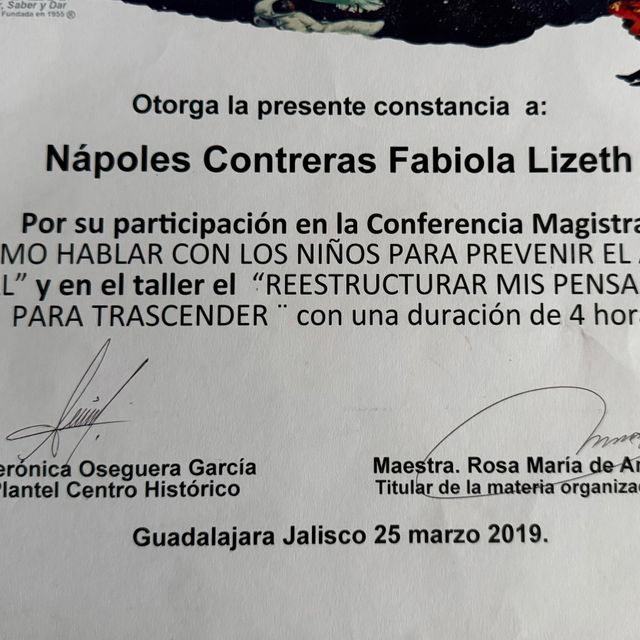 , Saber y Dar
Fundada en 1955 ®
Otorga la presente constancia a:
Nápoles Contreras Fabiola Lizeth
Por su participación en la Conferencia Magistra
MO HABLAR CON LOS NIÑOS PARA PREVENIR EL A
L” y en el taller el “REESTRUCTURAR MIS PENSA
PARA TRASCENDER ¨ con una duración de 4 hora
erónica Oseguera García
Plantel Centro Histórico
Maestra. Rosa María de Ar
Titular de la materia organiza
Guadalajara Jalisco 25 marzo 2019.